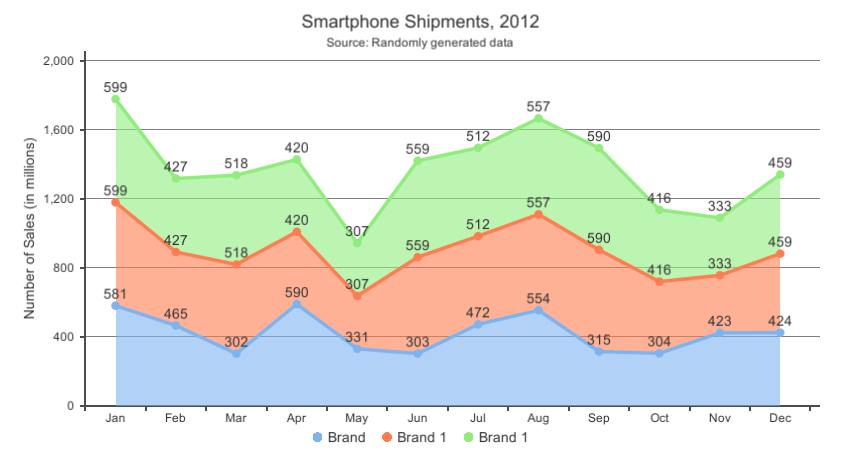 Smartphone Shipments, 2012
Source: Randomly generated data
Number of Sales (in millions)
2,000
1,600
1,200
800
400
0
599 427 518 420 307 559 512 557 590 416 333 459
599 427 518 420 307 559 512 557 590 416 333 459
581 465 302 590 331 303 472 554 315 304 423 424
Jan Feb Mar Apr May Jun Jul Aug Sep Oct Nov Dec
Brand Brand 1 Brand 1